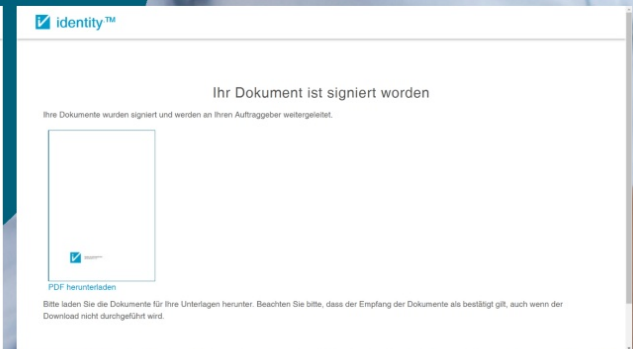 identity™
Ihr Dokument ist signiert worden
Ihre Dokumente wurden signiert und werden an Ihren Auftraggeber weitergeleitet.
PDF herunterladen
Bitte laden Sie die Dokumente für Ihre Unterlagen herunter. Beachten Sie bitte, dass der Empfang der Dokumente als bestätigt gilt, auch wenn der
Download nicht durchgeführt wird.